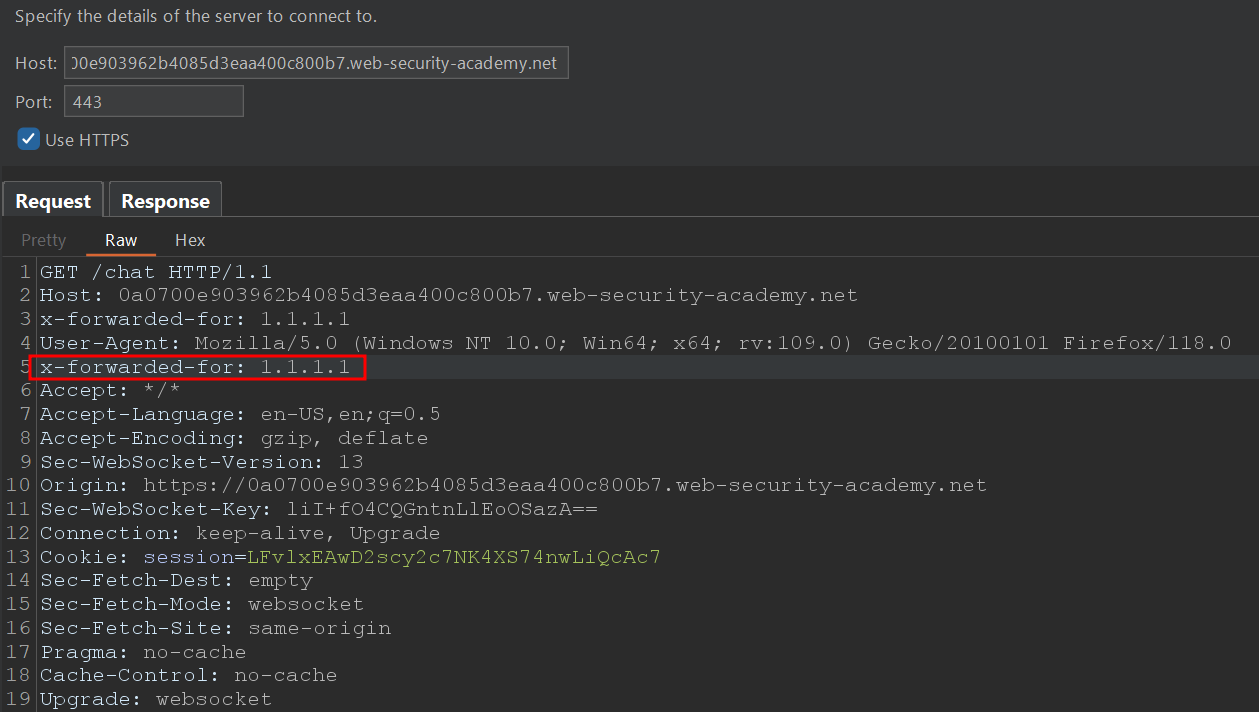 Specify the details of the server to connect to.
Host: 00e903962b4085d3eaa400c800b7.web-security-academy.net
Port: 443
Use HTTPS
Request Response
Pretty Raw Hex
1 GET /chat HTTP/1.1
2 Host: 0a0700e903962b4085d3eaa400c800b7.web-security-academy.net
3 x-forwarded-for: 1.1.1.1
4 User-Agent: Mozilla/5.0 (Windows NT 10.0; Win64; x64; rv:109.0) Gecko/20100101 Firefox/118.0
5 x-forwarded-for: 1.1.1.1
6 Accept: */*
7 Accept-Language: en-US,en;q=0.5
8 Accept-Encoding: gzip, deflate
9 Sec-WebSocket-Version: 13
10 Origin: https://0a0700e903962b4085d3eaa400c800b7.web-security-academy.net
11 Sec-WebSocket-Key: liI+fO4CQGntnLlEoOSazA==
12 Connection: keep-alive, Upgrade
13 Cookie: session=LFvlxEAwD2scy2c7NK4XS74nwLiQcAc7
14 Sec-Fetch-Dest: empty
15 Sec-Fetch-Mode: websocket
16 Sec-Fetch-Site: same-origin
17 Pragma: no-cache
18 Cache-Control: no-cache
19 Upgrade: websocket